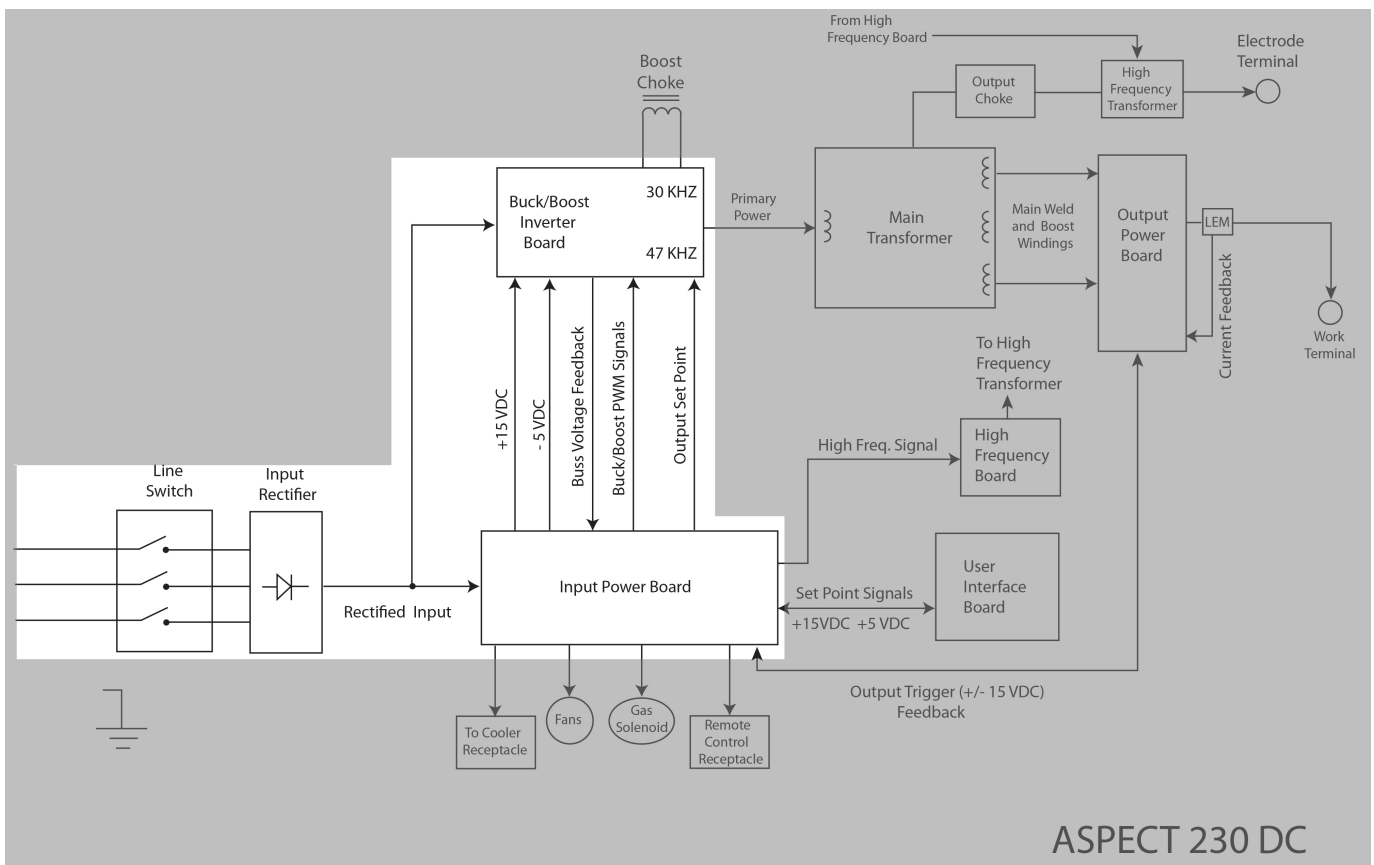 From High
Frequency Board
Electrode
Terminal
Boost
Choke
Output
Choke
High
Frequency
Transformer
Buck/Boost
Inverter
Board
30 KHZ
47 KHZ
Primary
Power
Main
Transformer
Main Weld
and Boost
Windings
Output
Power
Board
LEM
Current Feedback
Work
Terminal
To High
Frequency
Transformer
+15 VDC
- 5 VDC
Buss Voltage Feedback
Buck/Boost PWM Signals
Output Set Point
High Freq. Signal
High
Frequency
Board
Line
Switch
Input
Rectifier
Rectified Input
Input Power Board
Set Point Signals
+15VDC +5 VDC
User
Interface
Board
Output Trigger (+/- 15 VDC)
Feedback
To Cooler
Receptacle
Fans
Gas
Solenoid
Remote
Control
Receptacle
ASPECT 230 DC